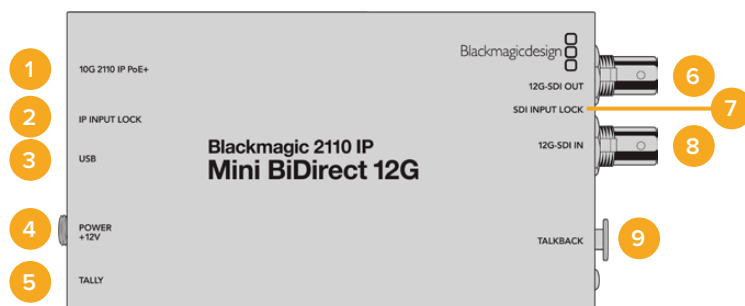 1
10G 2110 IP PoE+
2
IP INPUT LOCK
3
USB
4
POWER
+12V
5
TALLY
Blackmagicdesign
Blackmagic 2110 IP
Mini BiDirect 12G
12G-SDI OUT
6
SDI INPUT LOCK
7
12G-SDI IN
8
TALKBACK
9